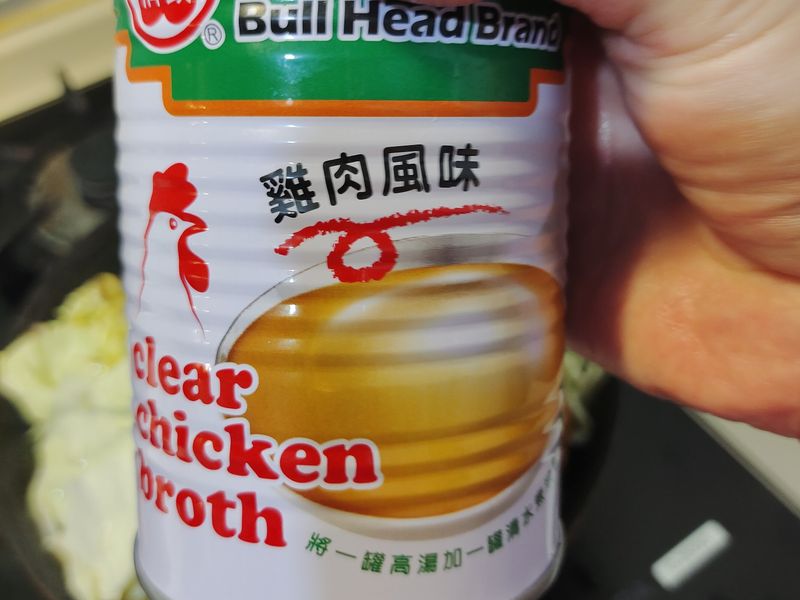 ®
Bull Head Brand
雞肉風味
clear
chicken
broth
將一罐高湯加一罐清水煮